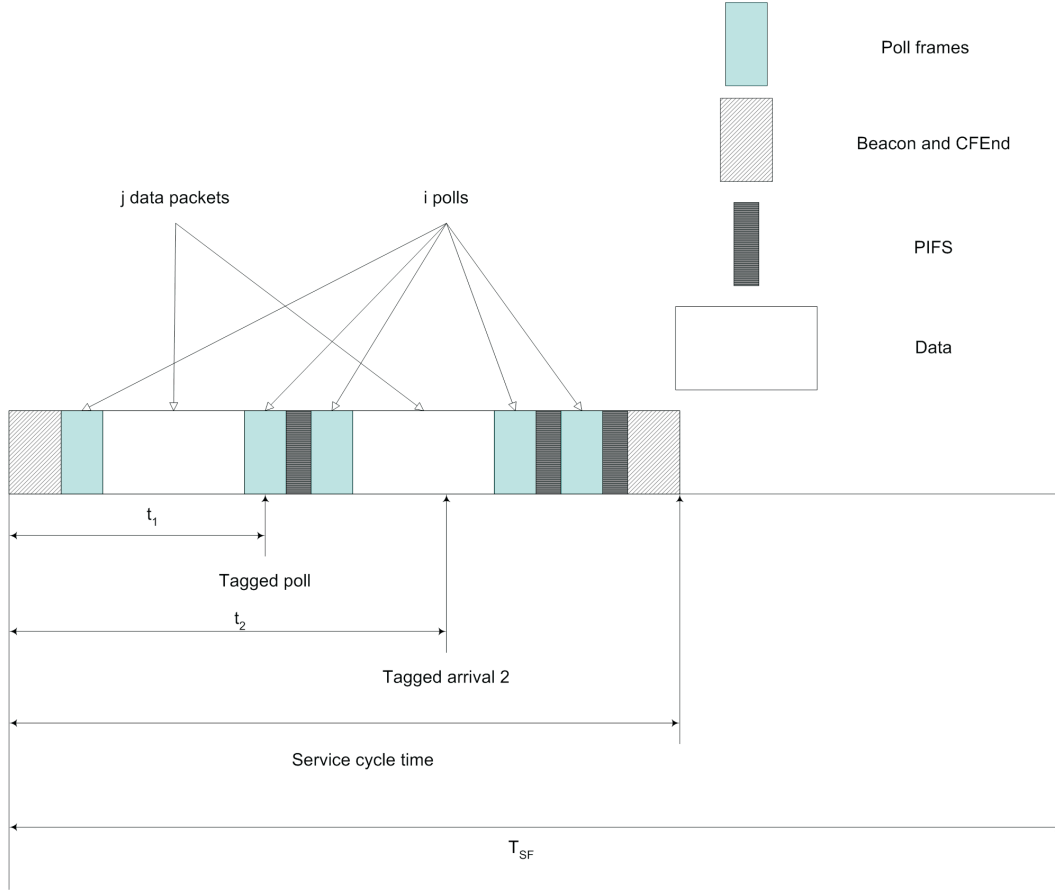 Poll frames
Beacon and CFEnd
j data packets
i polls
PIFS
Data
t1
Tagged poll
t2
Tagged arrival 2
Service cycle time
TSF